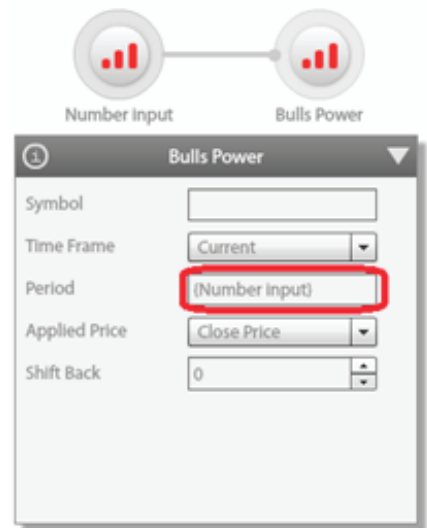 Number Input
Bulls Power
Bulls Power
Symbol
Time Frame
Current
Period
(Number Input)
Applied Price
Close Price
Shift Back
0